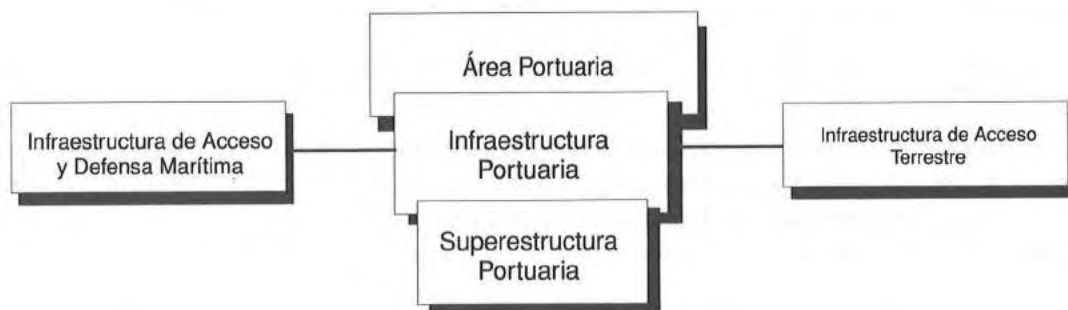 Área Portuaria
Infraestructura de Acceso
y Defensa Marítima
Infraestructura
Portuaria
Infraestructura de Acceso
Terrestre
Superestructura
Portuaria